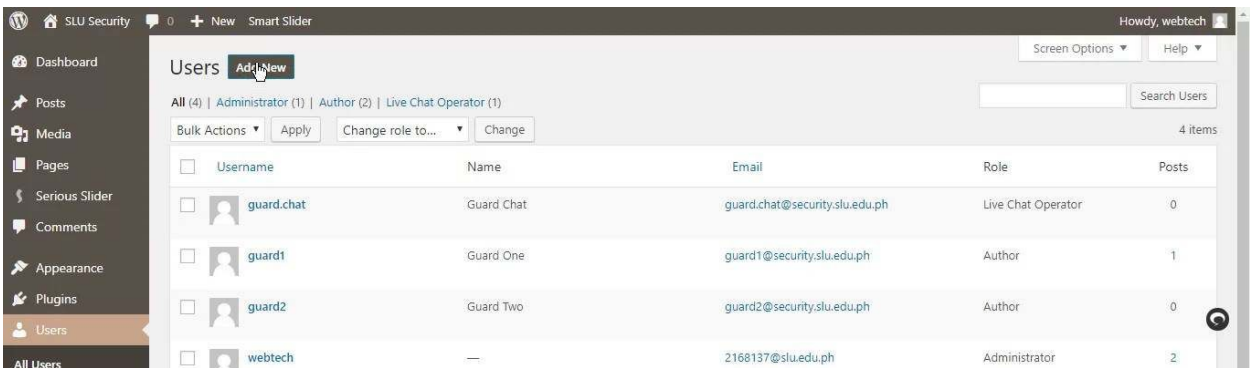 SLU Security 0 + New Smart Slider Howdy, webtech
Dashboard
Posts
Media
Pages
Serious Slider
Comments
Appearance
Plugins
Users
All Users
Screen Options ▼ Help ▼
Users Add New
All (4) | Administrator (1) | Author (2) | Live Chat Operator (1)
Search Users
Bulk Actions ▼ Apply Change role to... ▼ Change
4 items
Username Name Email Role Posts
guard.chat Guard Chat guard.chat@security.slu.edu.ph Live Chat Operator 0
guard1 Guard One guard1@security.slu.edu.ph Author 1
guard2 Guard Two guard2@security.slu.edu.ph Author 0
webtech — 2168137@slu.edu.ph Administrator 2